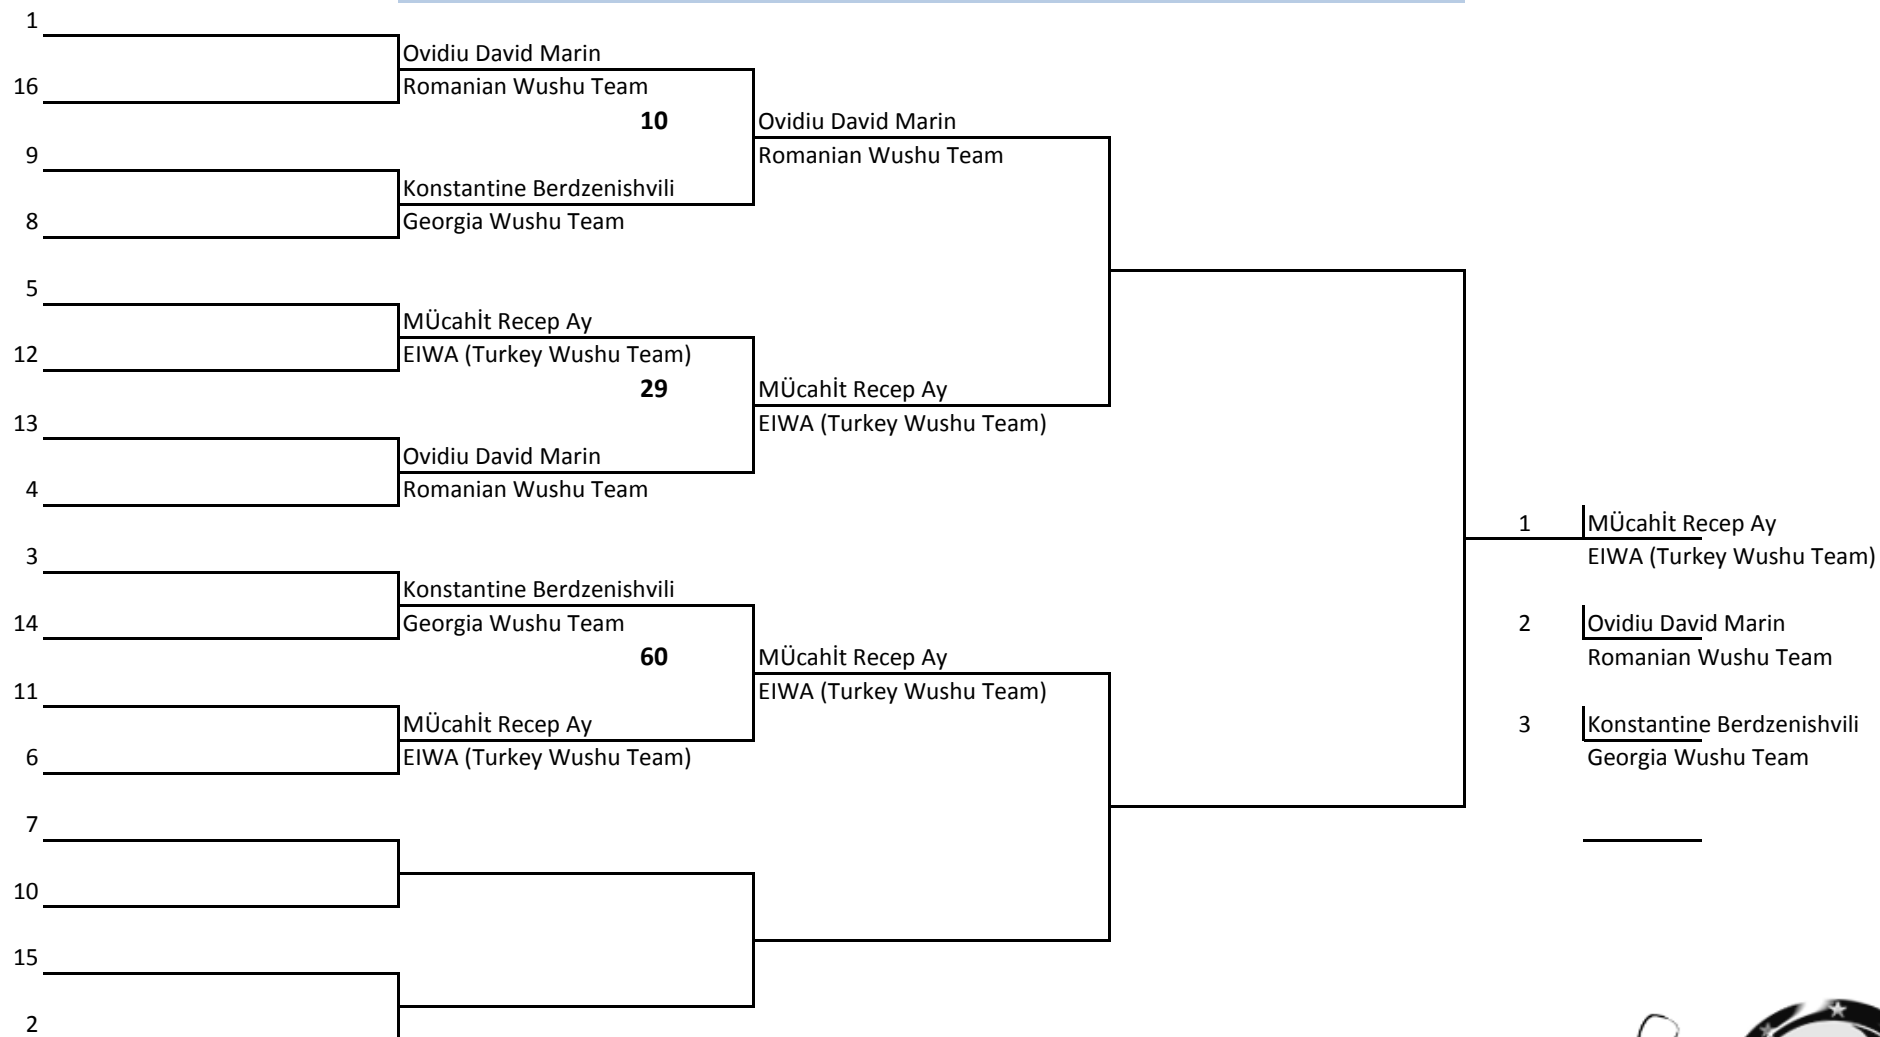 1
Ovidiu David Marin
16
Romanian Wushu Team
10
Ovidiu David Marin
9
Romanian Wushu Team
Konstantine Berdzenishvili
8
Georgia Wushu Team
5
MÜcahİt Recep Ay
12
EIWA (Turkey Wushu Team)
29
MÜcahİt Recep Ay
13
EIWA (Turkey Wushu Team)
Ovidiu David Marin
4
Romanian Wushu Team
1
MÜcahİt Recep Ay
3
EIWA (Turkey Wushu Team)
Konstantine Berdzenishvili
14
Georgia Wushu Team
2
Ovidiu David Marin
60
MÜcahİt Recep Ay
Romanian Wushu Team
11
EIWA (Turkey Wushu Team)
MÜcahİt Recep Ay
3
Konstantine Berdzenishvili
6
EIWA (Turkey Wushu Team)
Georgia Wushu Team
7
10
15
2